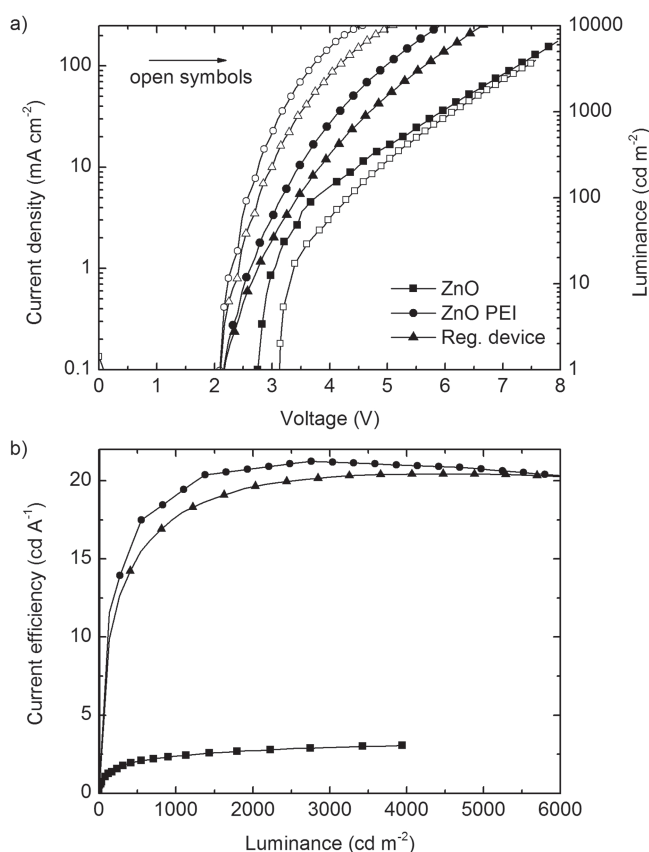 a)
100
10
1
0.1
Current density (mA cm⁻²)
open symbols
10000
1000
100
10
1
Luminance (cd m⁻²)
ZnO
ZnO PEI
Reg. device
0 1 2 3 4 5 6 7 8
Voltage (V)
b)
20
15
10
5
0
Current efficiency (cd A⁻¹)
0 1000 2000 3000 4000 5000 6000
Luminance (cd m⁻²)